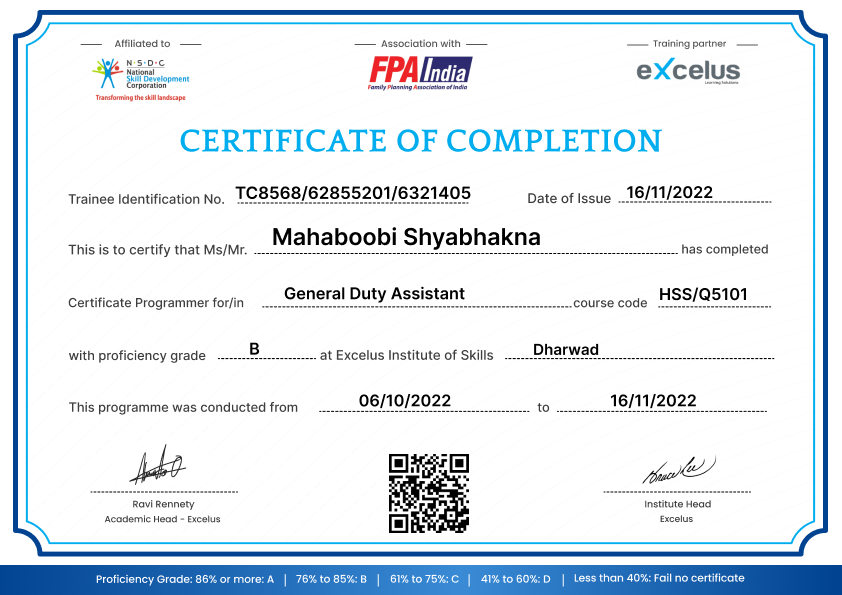 Affiliated to
Association with
Training partner
N·S·D·C
National
Skill Development
Corporation
Transforming the skill landscape
FPA India
Family Planning Association of India
eXcelus
Learning Solutions
CERTIFICATE OF COMPLETION
Trainee Identification No. TC8568/62855201/6321405 Date of Issue 16/11/2022
This is to certify that Ms/Mr. Mahaboobi Shyabhakna has completed
Certificate Programmer for/in General Duty Assistant course code HSS/Q5101
with proficiency grade B at Excelus Institute of Skills Dharwad
This programme was conducted from 06/10/2022 to 16/11/2022
Ravi Rennety
Academic Head - Excelus
Institute Head
Excelus
Proficiency Grade: 86% or more: A | 76% to 85%: B | 61% to 75%: C | 41% to 60%: D | Less than 40%: Fail no certificate